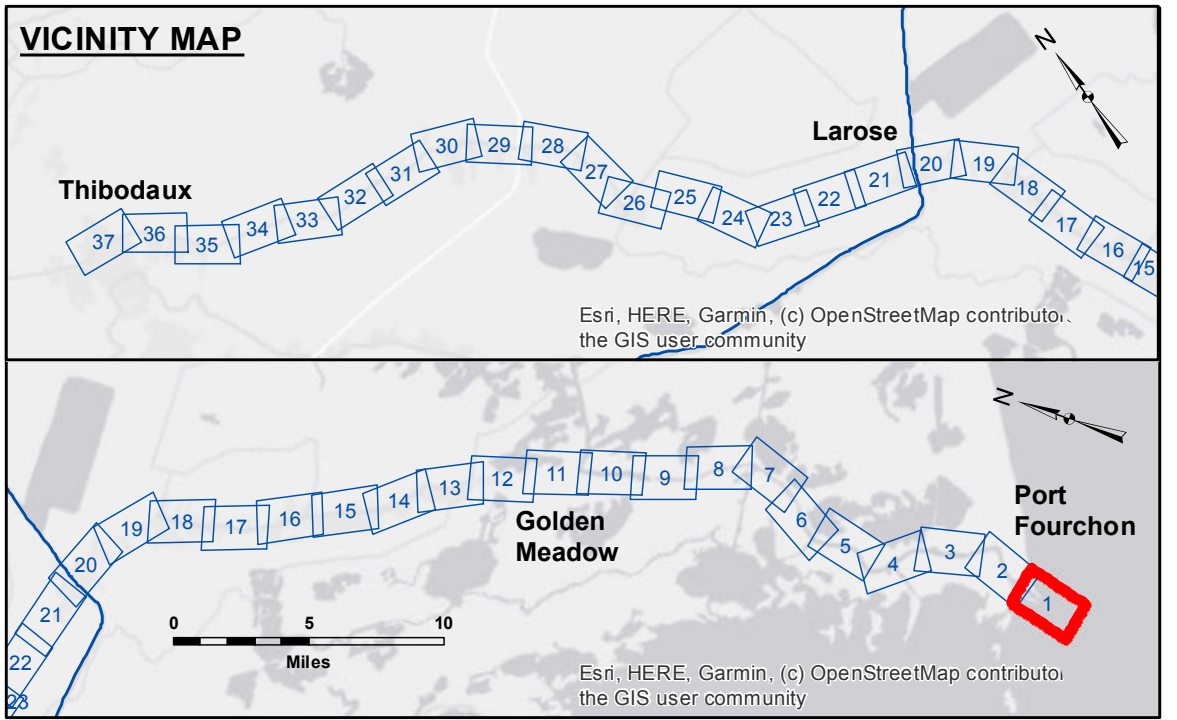 VICINITY MAP
N
Larose
Thibodaux
37 36 35 34 33 32 31 30 29 28 27 26 25 24 23 22 21 20 19 18 17 16 15
Esri, HERE, Garmin, (c) OpenStreetMap
the GIS user community
N
Port
Fourchon
Golden
Meadow
23 22 21 20 19 18 17 16 15 14 13 12 11 10 9 8 7 6 5 4 3 2 1
0 5 10
Miles
Esri, HERE, Garmin, (c) OpenStreetMap
the GIS user community